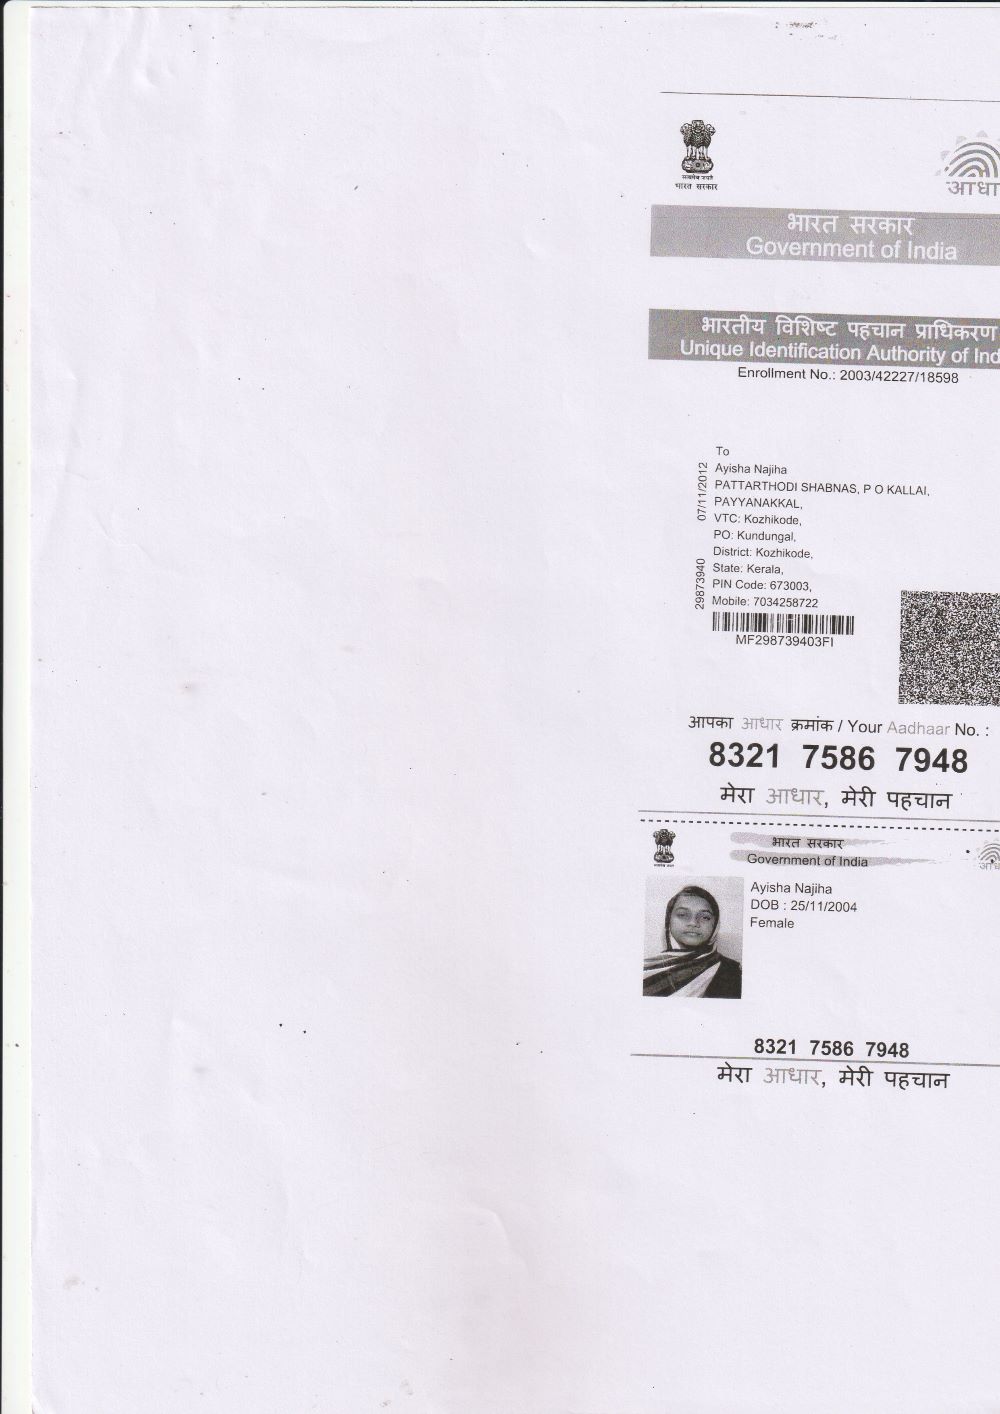 सत्यमेव जयते
भारत सरकार
भारत सरकार
Government of India
भारतीय विशिष्ट पहचान प्राधिकरण
Unique Identification Authority of Ind
Enrollment No.: 2003/42227/18598
To
Ayisha Najiha
PATTARTHODI SHABNAS, P O KALLAI,
PAYYANAKKAL,
VTC: Kozhikode,
PO: Kundungal,
District: Kozhikode,
State: Kerala,
PIN Code: 673003,
Mobile: 7034258722
07/11/2012
29873940
MF298739403FI
आपका आधार क्रमांक / Your Aadhaar No. :
8321 7586 7948
मेरा आधार, मेरी पहचान
भारत सरकार
Government of India
Ayisha Najiha
DOB : 25/11/2004
Female
8321 7586 7948
मेरा आधार, मेरी पहचान